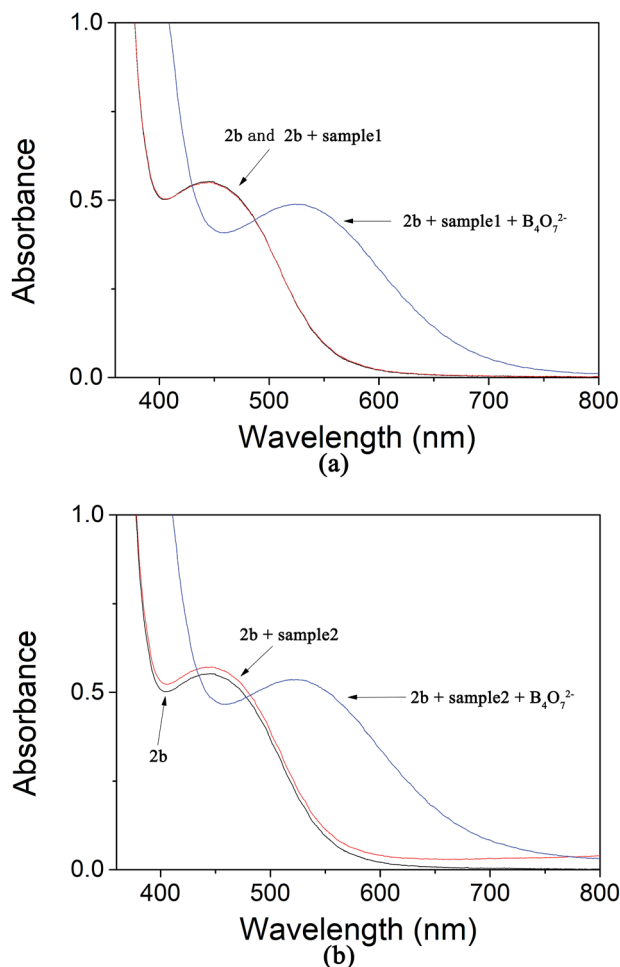 1.0
2b and 2b + sample1
0.5
2b + sample1 + B₄O₇²⁻
Absorbance
0.0
400 500 600 700 800
Wavelength (nm)
(a)
1.0
2b + sample2
0.5
2b + sample2 + B₄O₇²⁻
2b
Absorbance
0.0
400 500 600 700 800
Wavelength (nm)
(b)